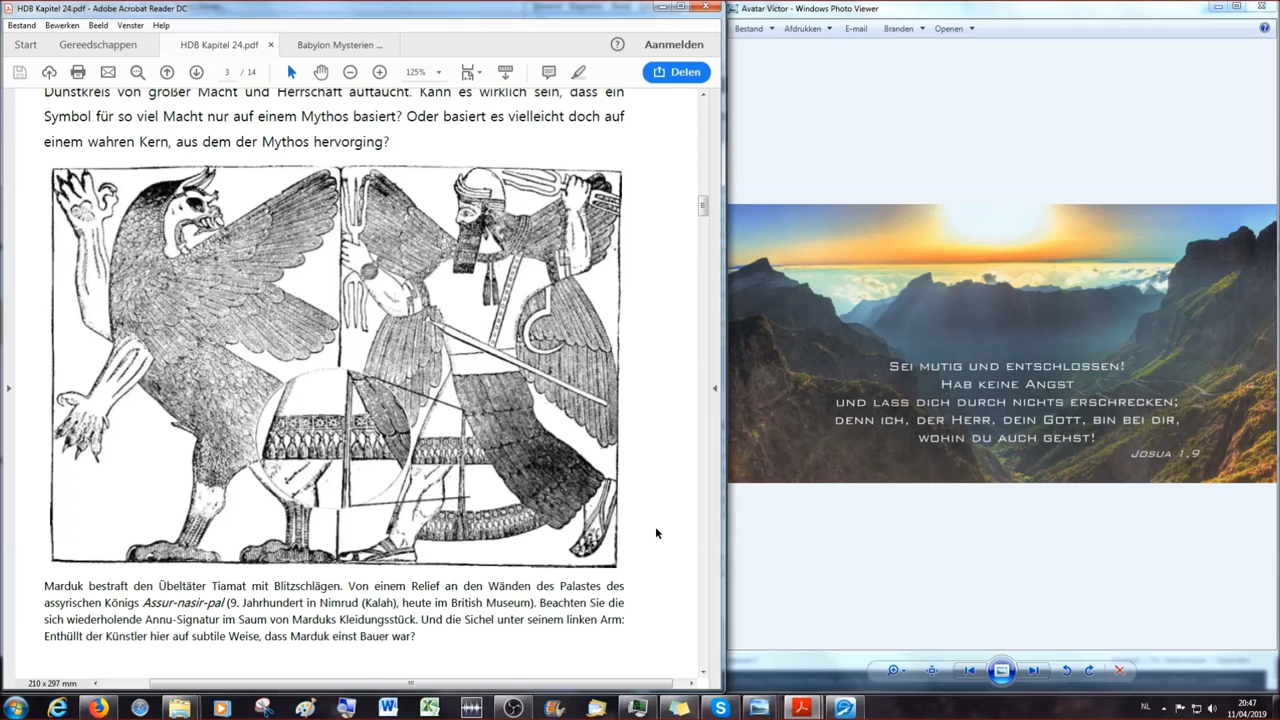 HDB Kapitel 24.pdf - Adobe Acrobat Reader DC
Bestand Bewerken Beeld Venster Help
Start Gereedschappen HDB Kapitel 24.pdf × Babylon Mysterien ... Anmelden
3 / 14 125% Delen
Dunstkreis von großer Macht und Herrschaft auftaucht. Kann es wirklich sein, dass ein
Symbol für so viel Macht nur auf einem Mythos basiert? Oder basiert es vielleicht doch auf
einem wahren Kern, aus dem der Mythos hervorging?
Marduk bestraft den Übeltäter Tiamat mit Blitzschlägen. Von einem Relief an den Wänden des Palastes des
assyrischen Königs Assur-nasir-pal (9. Jahrhundert in Nimrud (Kalah), heute im British Museum). Beachten Sie die
sich wiederholende Annu-Signatur im Saum von Marduks Kleidungsstück. Und die Sichel unter seinem linken Arm:
Enthüllt der Künstler hier auf subtile Weise, dass Marduk einst Bauer war?
210 x 297 mm
Avatar Victor - Windows Photo Viewer
Bestand Afdrukken E-mail Branden Openen
Sei mutig und entschlossen!
Hab keine Angst
und lass dich durch nichts erschrecken;
denn ich, der Herr, dein Gott, bin bei dir,
wohin du auch gehst!
Josua 1,9
NL 20:47
11/04/2019